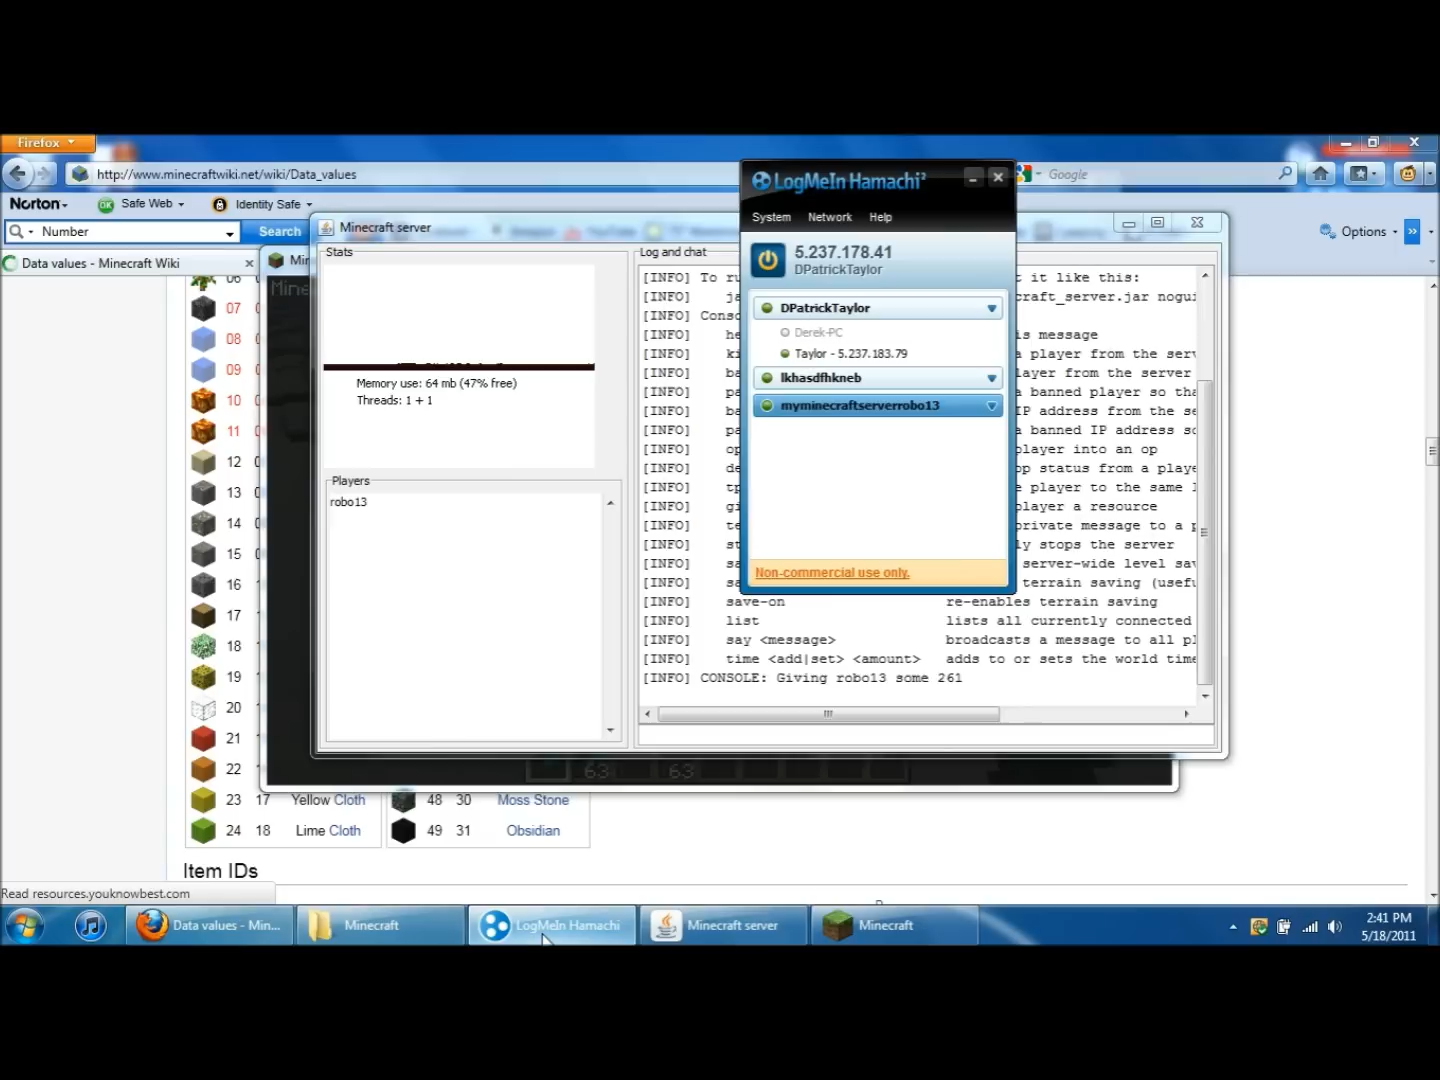 Firefox
http://www.minecraftwiki.net/wiki/Data_values
Google
Norton
OK Safe Web
Identity Safe
Number
Search
Options
Data values - Minecraft Wiki
06
07
08
09
10
11
12
13
14
15
16
17
18
19
20
21
22
23 17 Yellow Cloth
48 30 Moss Stone
24 18 Lime Cloth
49 31 Obsidian
Item IDs
Read resources.youknowbest.com
Min
Mine
63
63
Minecraft server
Stats
Memory use: 64 mb (47% free)
Threads: 1 + 1
Players
robo13
Log and chat
[INFO] To ru t it like this:
[INFO] ja craft_server.jar nogui
[INFO] Conso
[INFO] he is message
[INFO] ki a player from the serv
[INFO] ba layer from the server
[INFO] pa a banned player so tha
[INFO] ba IP address from the se
[INFO] pa a banned IP address so
[INFO] op player into an op
[INFO] de op status from a playe
[INFO] tp e player to the same l
[INFO] gi player a resource
[INFO] te private message to a p
[INFO] st ly stops the server
[INFO] sa server-wide level sav
[INFO] sa terrain saving (usefu
[INFO] save-on re-enables terrain saving
[INFO] list lists all currently connected
[INFO] say <message> broadcasts a message to all pl
[INFO] time <add|set> <amount> adds to or sets the world time
[INFO] CONSOLE: Giving robo13 some 261
LogMeIn Hamachi²
System Network Help
5.237.178.41
DPatrickTaylor
DPatrickTaylor
Derek-PC
Taylor - 5.237.183.79
lkhasdfhkneb
myminecraftserverrobo13
Non-commercial use only.
Data values - Min...
Minecraft
LogMeIn Hamachi
Minecraft server
Minecraft
2:41 PM
5/18/2011